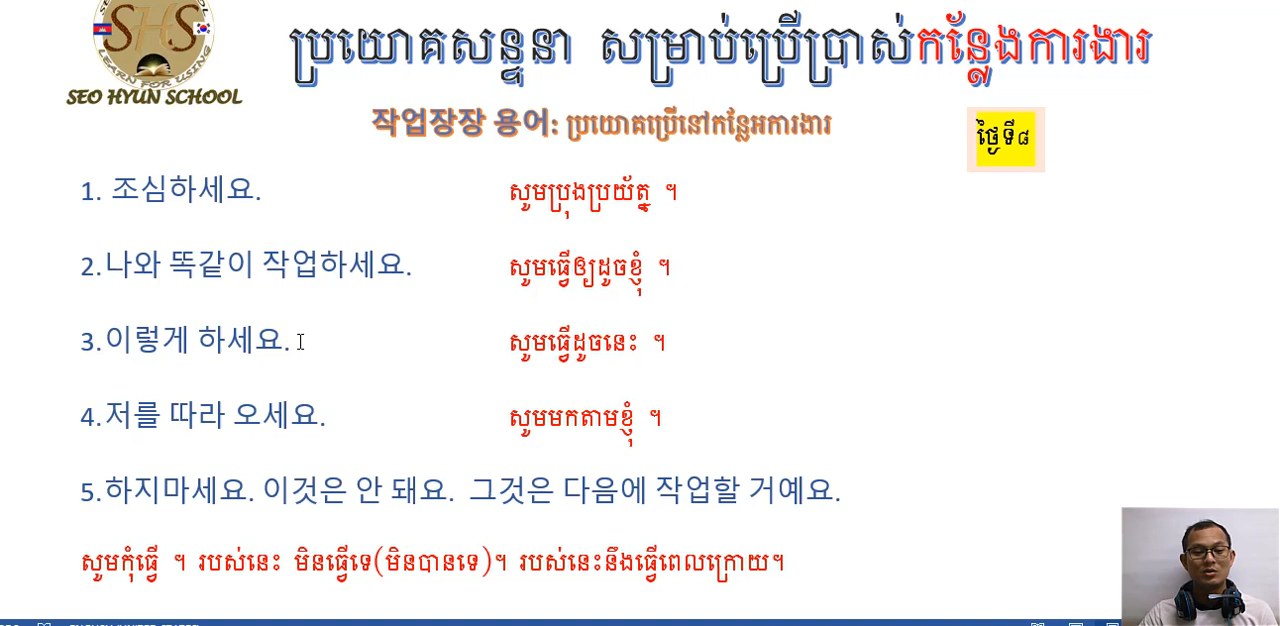 SHS
LEARN FOR USING
SEO HYUN SCHOOL
ប្រយោគសន្ទនា សម្រាប់ប្រើប្រាស់កន្លែងការងារ
작업장장 용어: ប្រយោគប្រើនៅកន្លែអការងារ
ថ្ងៃទី៨
1. 조심하세요. សូមប្រុងប្រយ័ត្ន ។
2.나와 똑같이 작업하세요. សូមធ្វើឲ្យដូចខ្ញុំ ។
3.이렇게 하세요. សូមធ្វើដូចនេះ ។
4.저를 따라 오세요. សូមមកតាមខ្ញុំ ។
5.하지마세요. 이것은 안 돼요. 그것은 다음에 작업할 거예요.
សូមកុំធ្វើ ។ របស់នេះ មិនធ្វើទេ(មិនបានទេ)។ របស់នេះនឹងធ្វើពេលក្រោយ។